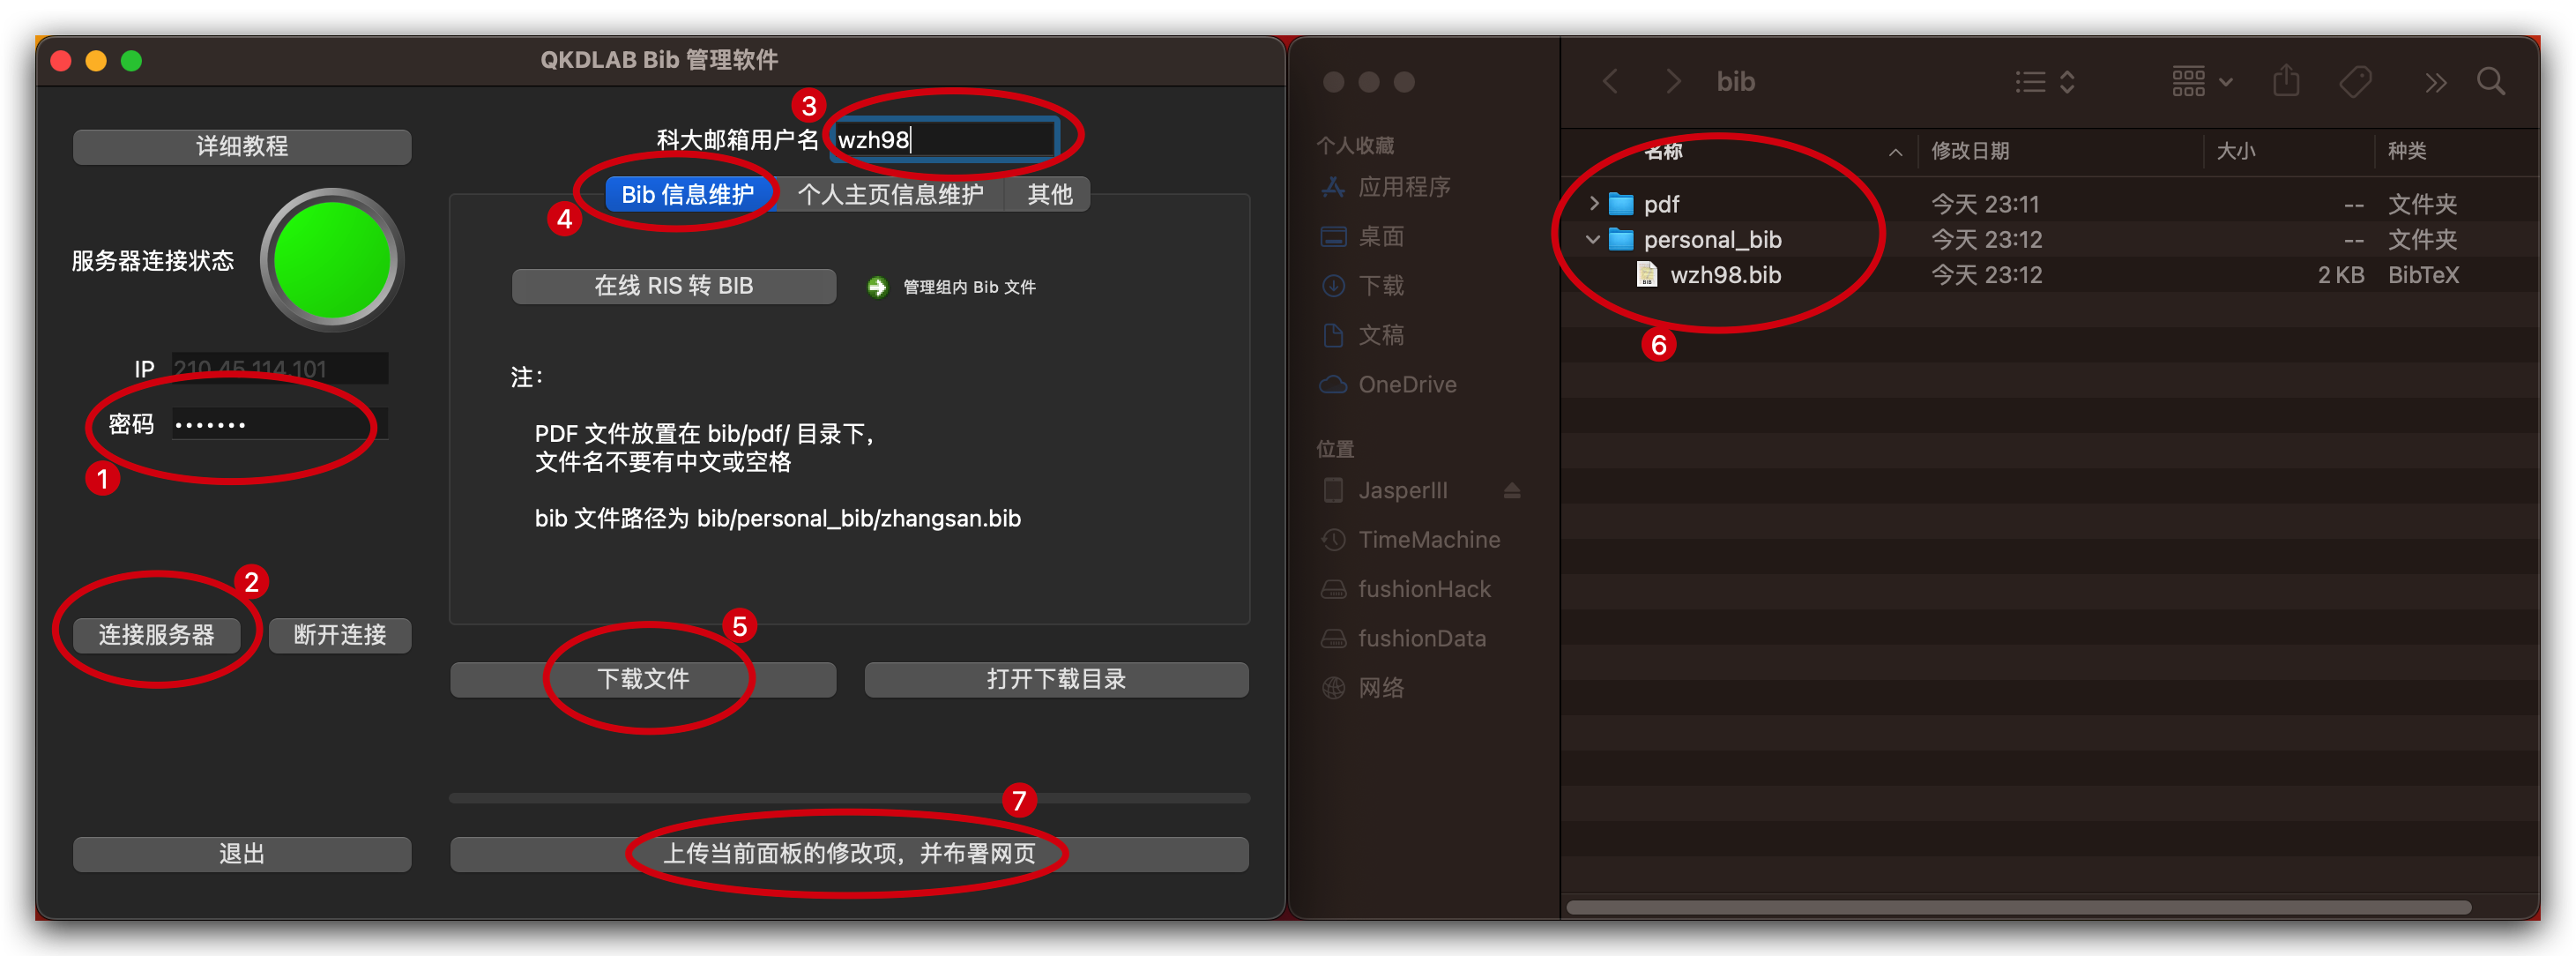 QKDLAB Bib 管理软件
详细教程
3
科大邮箱用户名 wzh98
Bib 信息维护 个人主页信息维护 其他
4
服务器连接状态
在线 RIS 转 BIB
管理组内 Bib 文件
IP 210.45.114.101
密码 •••••••
1
注：
PDF 文件放置在 bib/pdf/ 目录下，
文件名不要有中文或空格
bib 文件路径为 bib/personal_bib/zhangsan.bib
2
连接服务器 断开连接
5
下载文件 打开下载目录
7
退出 上传当前面板的修改项，并布署网页
bib
个人收藏
应用程序
桌面
下载
文稿
OneDrive
位置
JasperIII
TimeMachine
fushionHack
fushionData
网络
名称 修改日期 大小 种类
pdf 今天 23:11 -- 文件夹
personal_bib 今天 23:12 -- 文件夹
wzh98.bib 今天 23:12 2 KB BibTeX
6